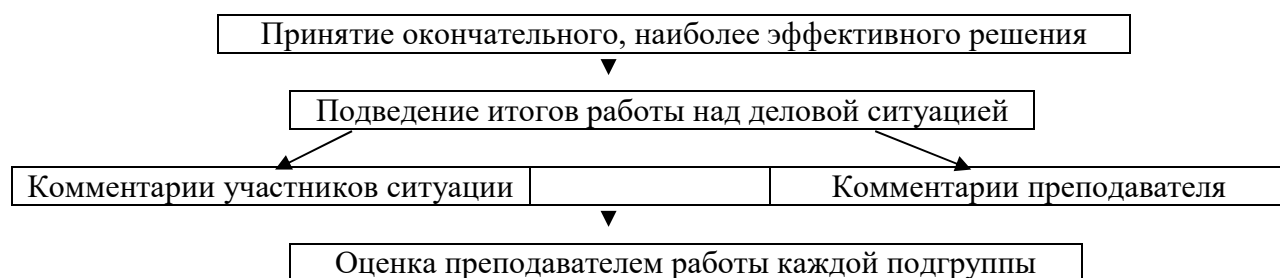 Принятие окончательного, наиболее эффективного решения
Подведение итогов работы над деловой ситуацией
Комментарии участников ситуации Комментарии преподавателя
Оценка преподавателем работы каждой подгруппы